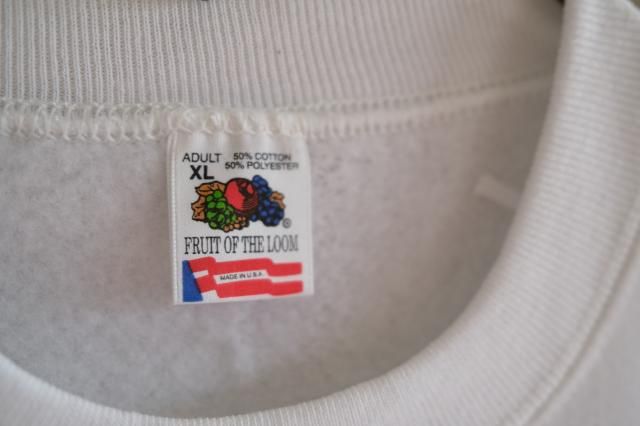 ADULT 50% COTTON
XL 50% POLYESTER
®
FRUIT OF THE LOOM
MADE IN U.S.A.